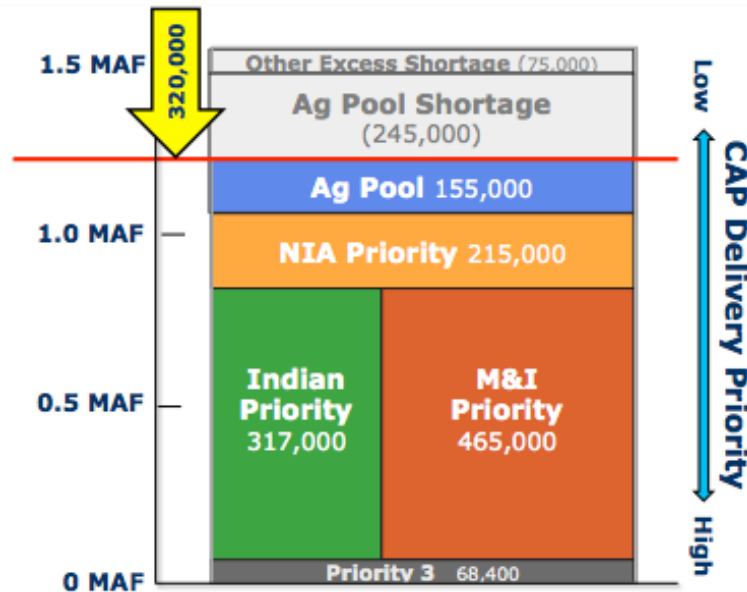 320,000
1.5 MAF
1.0 MAF
0.5 MAF
0 MAF
Other Excess Shortage (75,000)
Ag Pool Shortage
(245,000)
Ag Pool 155,000
NIA Priority 215,000
Indian
Priority
317,000
M&I
Priority
465,000
Priority 3 68,400
Low
CAP Delivery Priority
High